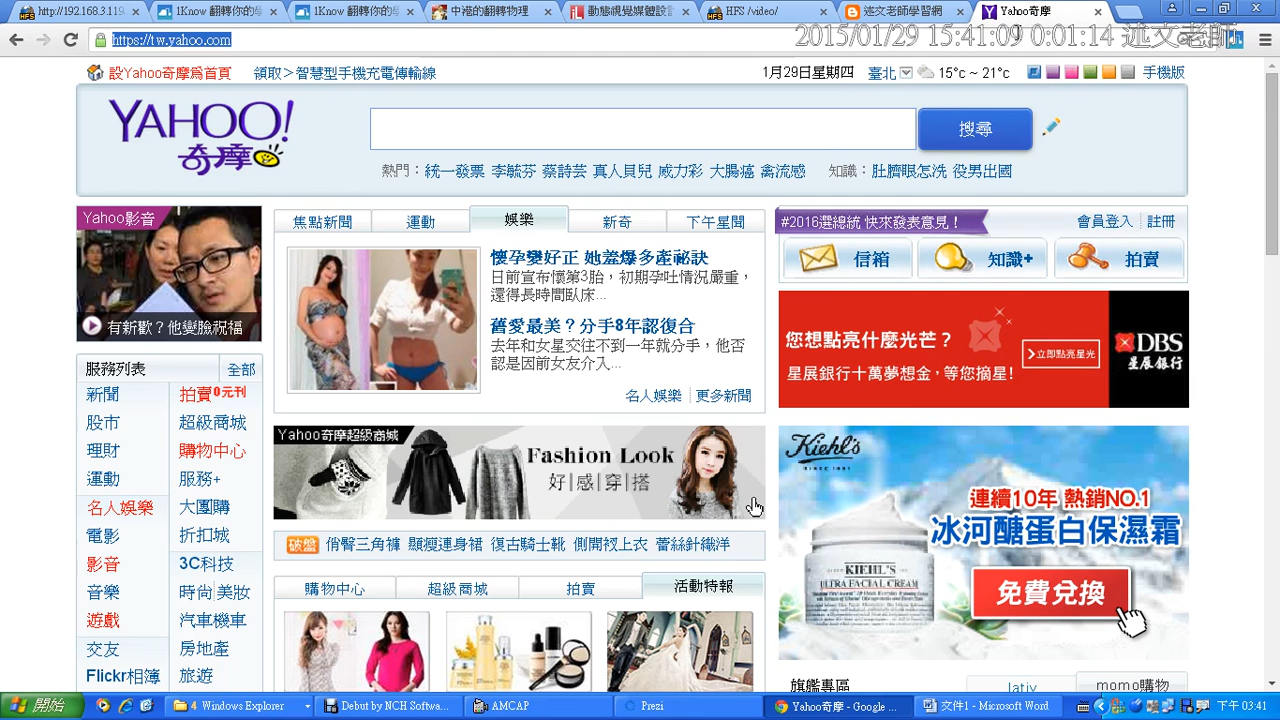 http://192.168.3.119
1Know 翻轉你的學
1Know 翻轉你的學
中港的翻轉物理
動態視覺媒體設計
HFS /video/
述文老師學習網
Yahoo奇摩
https://tw.yahoo.com
2015/01/29 15:41:09 0:01:14 述文老師
設Yahoo奇摩為首頁
領取>智慧型手機充電傳輸線
1月29日星期四
臺北
15°c ~ 21°c
手機版
YAHOO!
奇摩
搜尋
熱門：統一發票 李毓芬 蔡詩芸 真人貝兒 威力彩 大腸癌 禽流感
知識：肚臍眼怎洗 役男出國
Yahoo影音
有新歡？他變臉祝福
焦點新聞
運動
娛樂
新奇
下午星聞
懷孕變好正 她羞爆多產祕訣
日前宣布懷第3胎，初期孕吐情況嚴重，
還得長時間臥床...
舊愛最美？分手8年認復合
去年和女星交往不到一年就分手，他否
認是因前女友介入...
名人娛樂
更多新聞
#2016選總統 快來發表意見！
會員登入
註冊
信箱
知識+
拍賣
您想點亮什麼光芒？
星展銀行十萬夢想金，等您摘星!
立即點亮星光
DBS
星展銀行
服務列表
全部
新聞
拍賣0元刊
股市
超級商城
理財
購物中心
運動
服務+
名人娛樂
大團購
電影
折扣城
影音
3C科技
音樂
時尚美妝
遊戲
汽車機車
交友
房地產
Flickr相簿
旅遊
Yahoo奇摩超級商城
Fashion Look
好|感|穿|搭
破盤
復古騎士靴
側開衩上衣
蕾絲針織洋
購物中心
超級商城
拍賣
活動特報
Kiehl's
SINCE 1851
連續10年 熱銷NO.1
冰河醣蛋白保濕霜
KIEHL'S
ULTRA FACIAL CREAM
免費兌換
旗艦專區
lativ
momo購物
開始
4 Windows Explorer
DoD! by JCH
AMCAP
Prezi
Yahoo奇摩 - Google ...
文件1 - Microsoft Word
下午 03:41